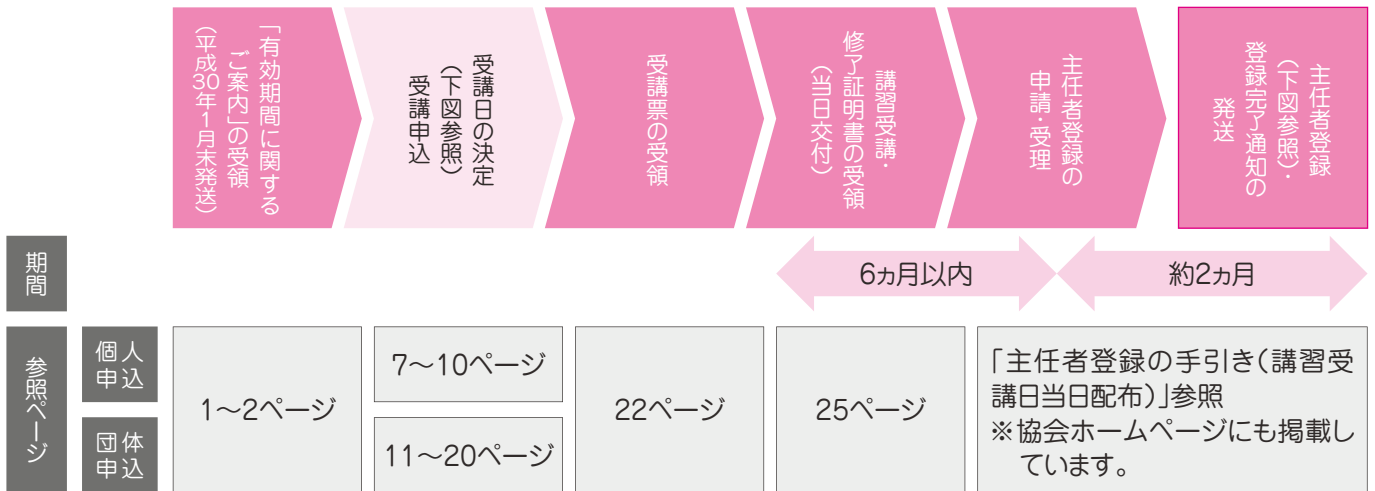 「有効期間に関する
ご案内」の受領
（平成30年1月末発送）
受講日の決定
（下図参照）
受講申込
受講票の受領
講習受講・
修了証明書の受領
（当日交付）
主任者登録の
申請・受理
主任者登録
（下図参照）・
登録完了通知の
発送
期間
6ヵ月以内
約2ヵ月
参照ページ
個人
申込
団体
申込
1〜2ページ
7〜10ページ
11〜20ページ
22ページ
25ページ
「主任者登録の手引き（講習受
講日当日配布）」参照
※協会ホームページにも掲載し
ています。